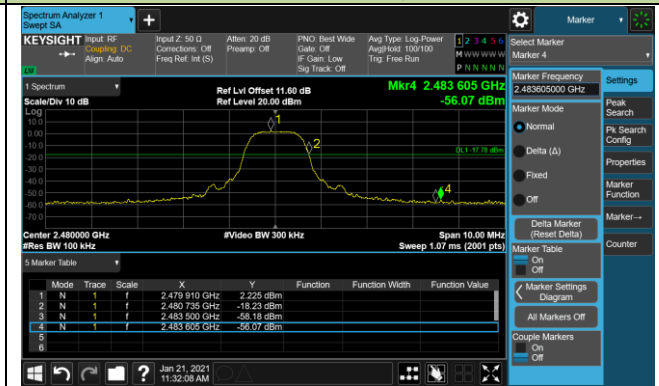 Spectrum Analyzer 1
Swept SA
+
Marker
KEYSIGHT
Input: RF
Coupling: DC
Align: Auto
Input Z: 50 Ω
Corrections: Off
Freq Ref: Int (S)
Atten: 20 dB
Preamp: Off
PNO: Best Wide
Gate: Off
IF Gain: Low
Sig Track: Off
Avg Type: Log-Power
Avg|Hold: 100/100
Trig: Free Run
1 2 3 4 5 6
M W W W W W
P N N N N N
Select Marker
Marker 4
1 Spectrum
Scale/Div 10 dB
Log
Ref Lvl Offset 11.60 dB
Ref Level 20.00 dBm
Mkr4 2.483 605 GHz
-56.07 dBm
10.0
0.00
-10.0
-20.0
-30.0
-40.0
-50.0
-60.0
-70.0
1
2
4
DL1 -17.78 dBm
Center 2.480000 GHz
#Res BW 100 kHz
#Video BW 300 kHz
Span 10.00 MHz
Sweep 1.07 ms (2001 pts)
5 Marker Table
Mode Trace Scale X Y Function Function Width Function Value
1 N 1 f 2.479 910 GHz 2.225 dBm
2 N 1 f 2.480 735 GHz -18.23 dBm
3 N 1 f 2.483 500 GHz -58.18 dBm
4 N 1 f 2.483 605 GHz -56.07 dBm
5
6
Marker Frequency
2.483605000 GHz
Marker Mode
Normal
Delta (Δ)
Fixed
Off
Delta Marker
(Reset Delta)
Marker Table
On
Off
Marker Settings
Diagram
All Markers Off
Couple Markers
On
Off
Settings
Peak
Search
Pk Search
Config
Properties
Marker
Function
Marker→
Counter
?
Jan 21, 2021
11:32:08 AM